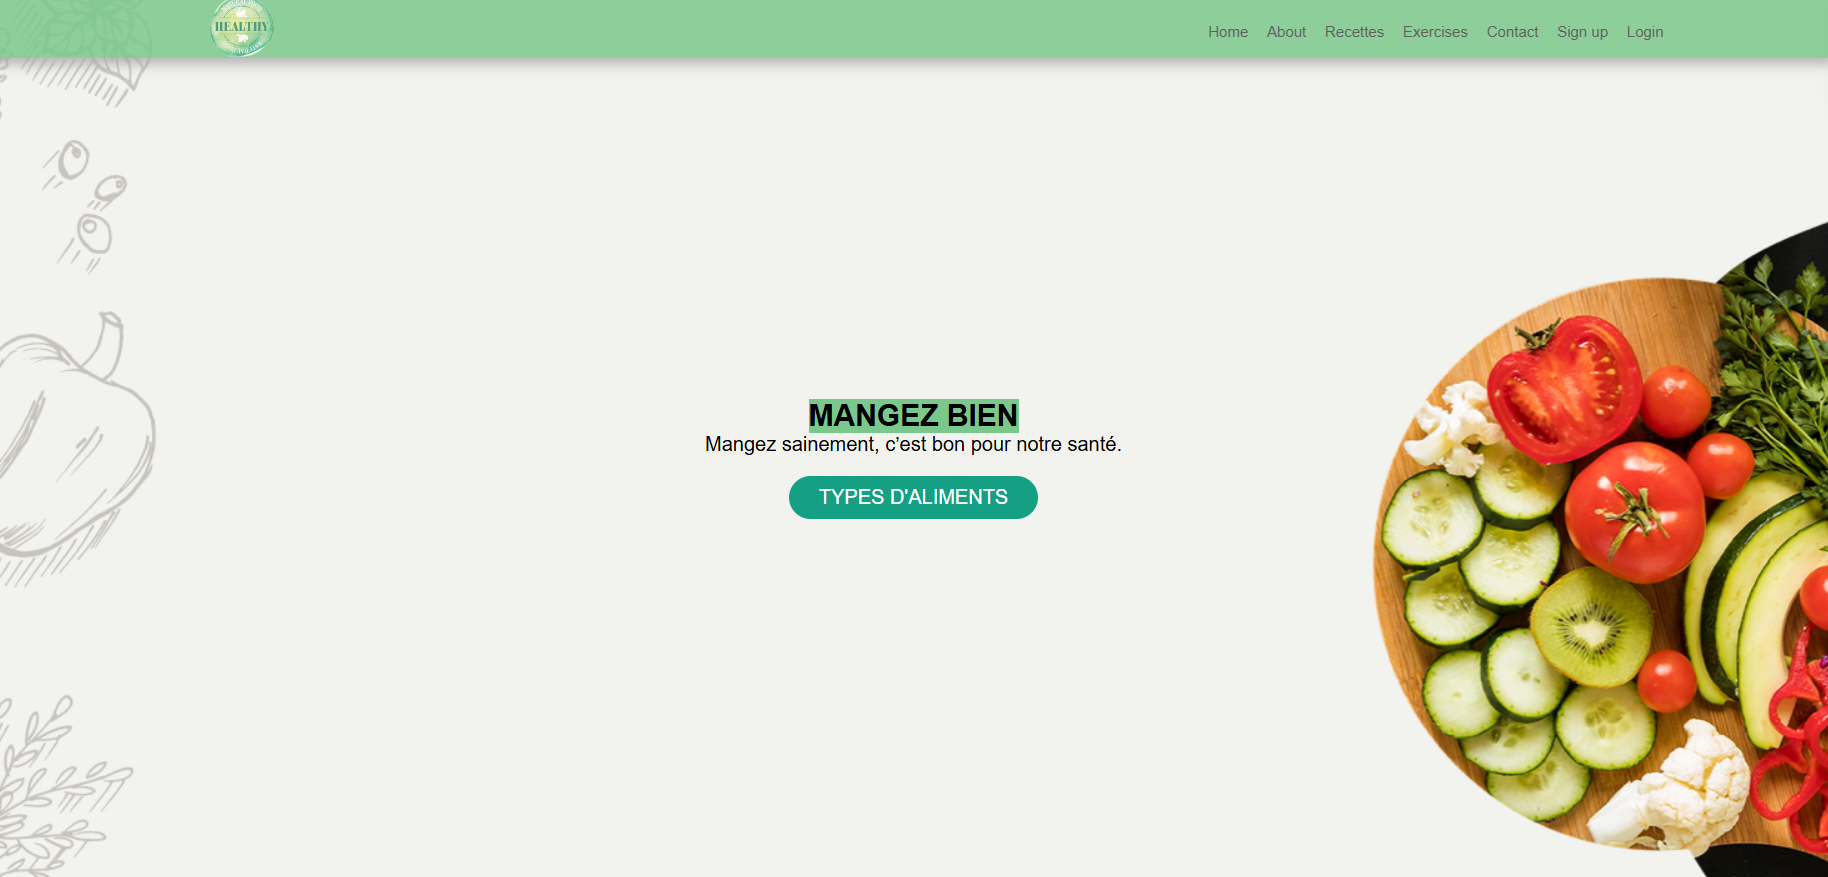 HEALTHY
Home About Recettes Exercises Contact Sign up Login
MANGEZ BIEN
Mangez sainement, c’est bon pour notre santé.
TYPES D'ALIMENTS